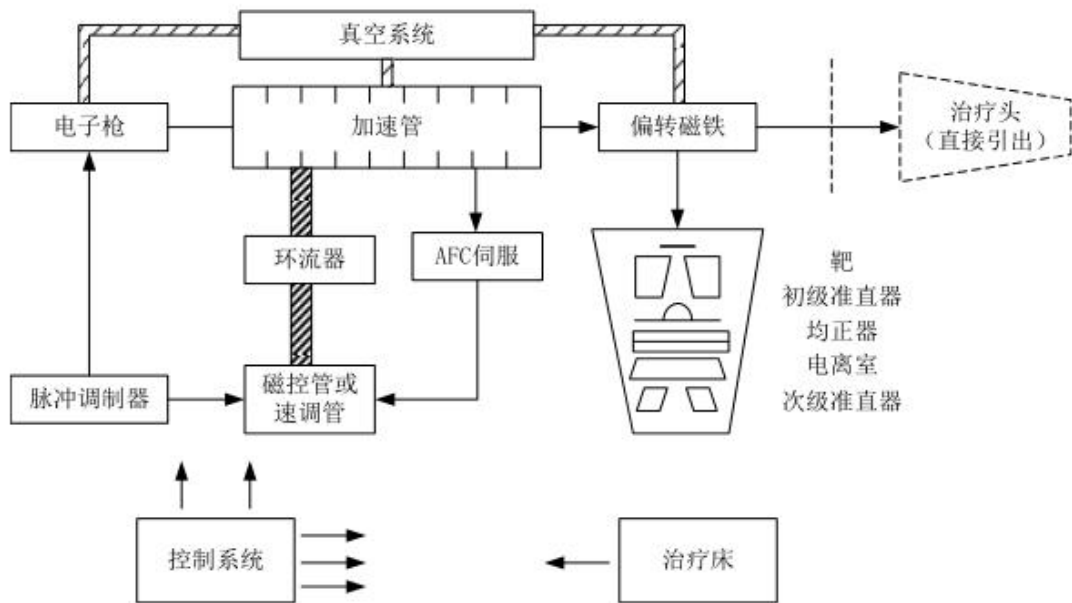 真空系统
电子枪
加速管
偏转磁铁
治疗头
（直接引出）
环流器
AFC伺服
靶
初级准直器
均正器
电离室
次级准直器
脉冲调制器
磁控管或
速调管
控制系统
治疗床